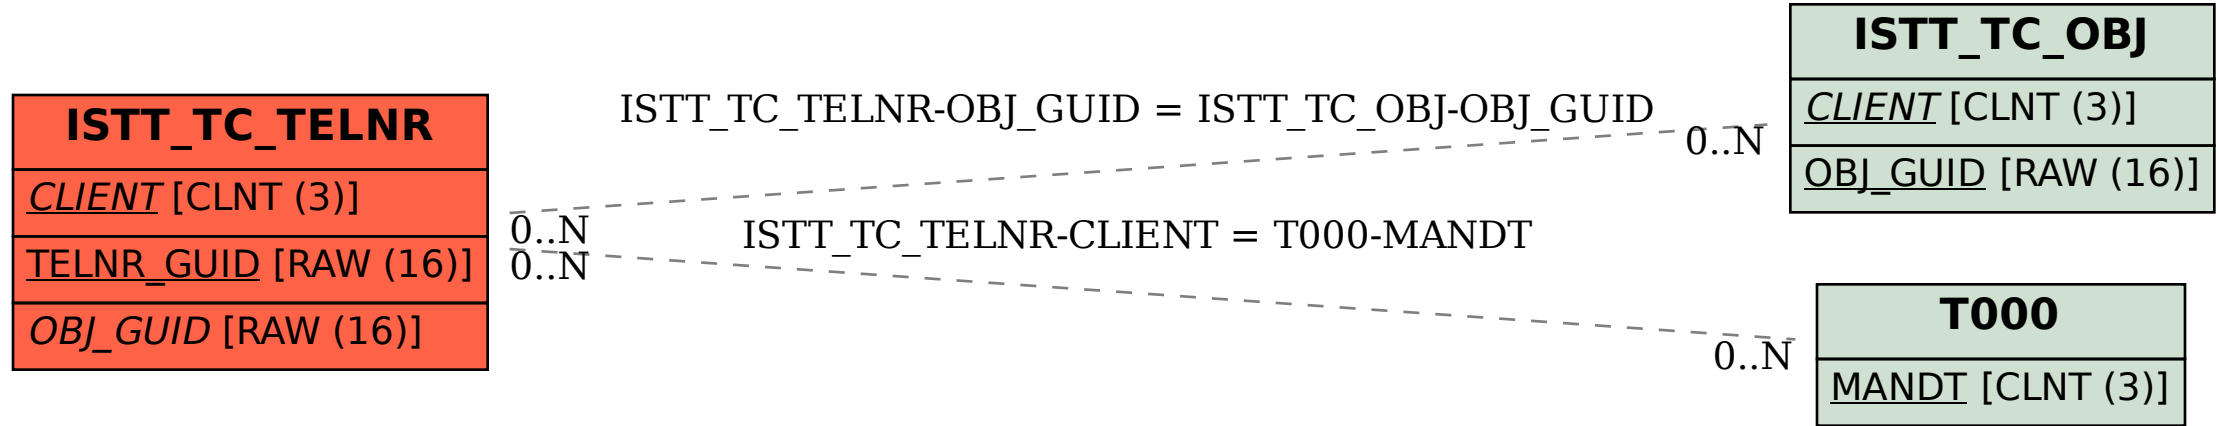 ISTT_TC_TELNR
CLIENT [CLNT (3)]
TELNR_GUID [RAW (16)]
OBJ_GUID [RAW (16)]
ISTT_TC_TELNR-OBJ_GUID = ISTT_TC_OBJ-OBJ_GUID
0..N
0..N
ISTT_TC_TELNR-CLIENT = T000-MANDT
0..N
0..N
ISTT_TC_OBJ
CLIENT [CLNT (3)]
OBJ_GUID [RAW (16)]
T000
MANDT [CLNT (3)]